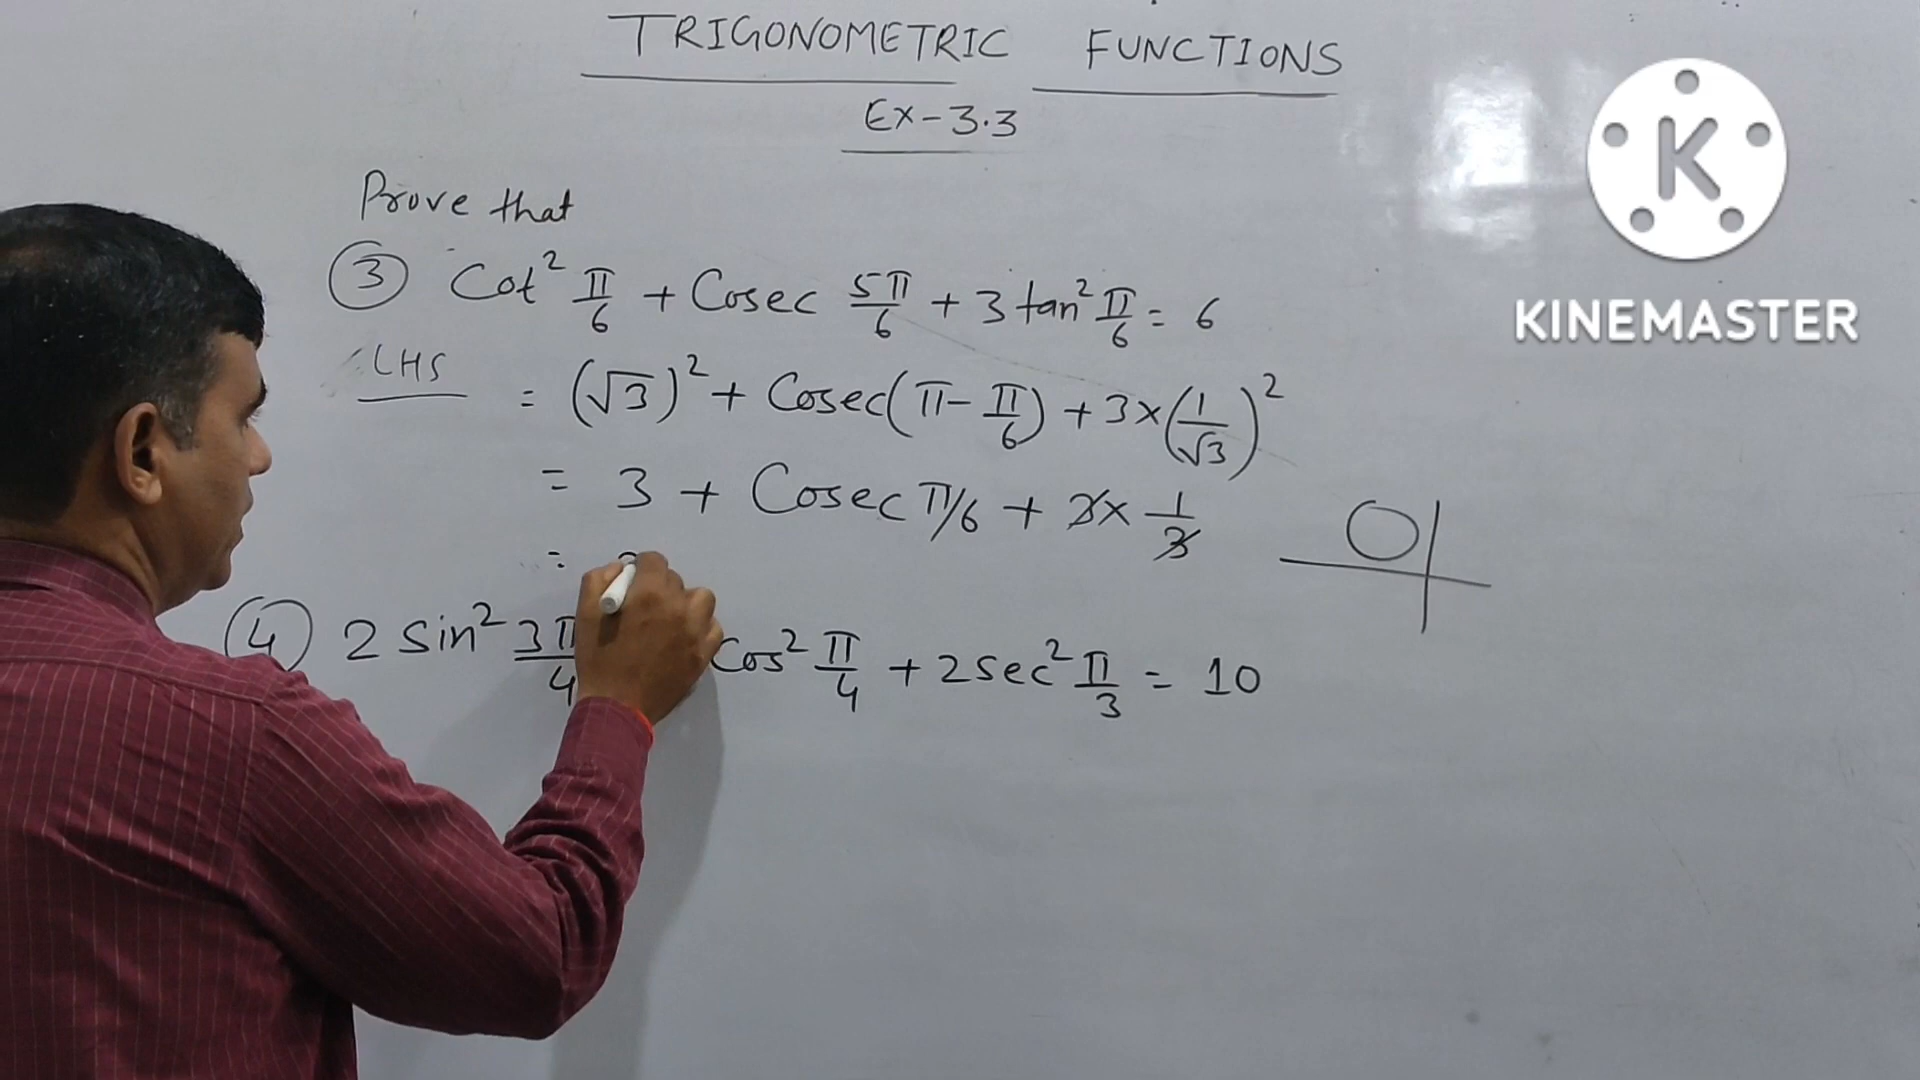 TRIGONOMETRIC FUNCTIONS
Ex-3.3
K
KINEMASTER
Prove that
③ Cot² π/6 + Cosec 5π/6 + 3 tan² π/6 = 6
LHS = (√3)² + Cosec(π - π/6) + 3×(1/√3)²
= 3 + Cosec π/6 + 3× 1/3
=
④ 2 Sin² 3π/4 Cos² π/4 + 2 Sec² π/3 = 10